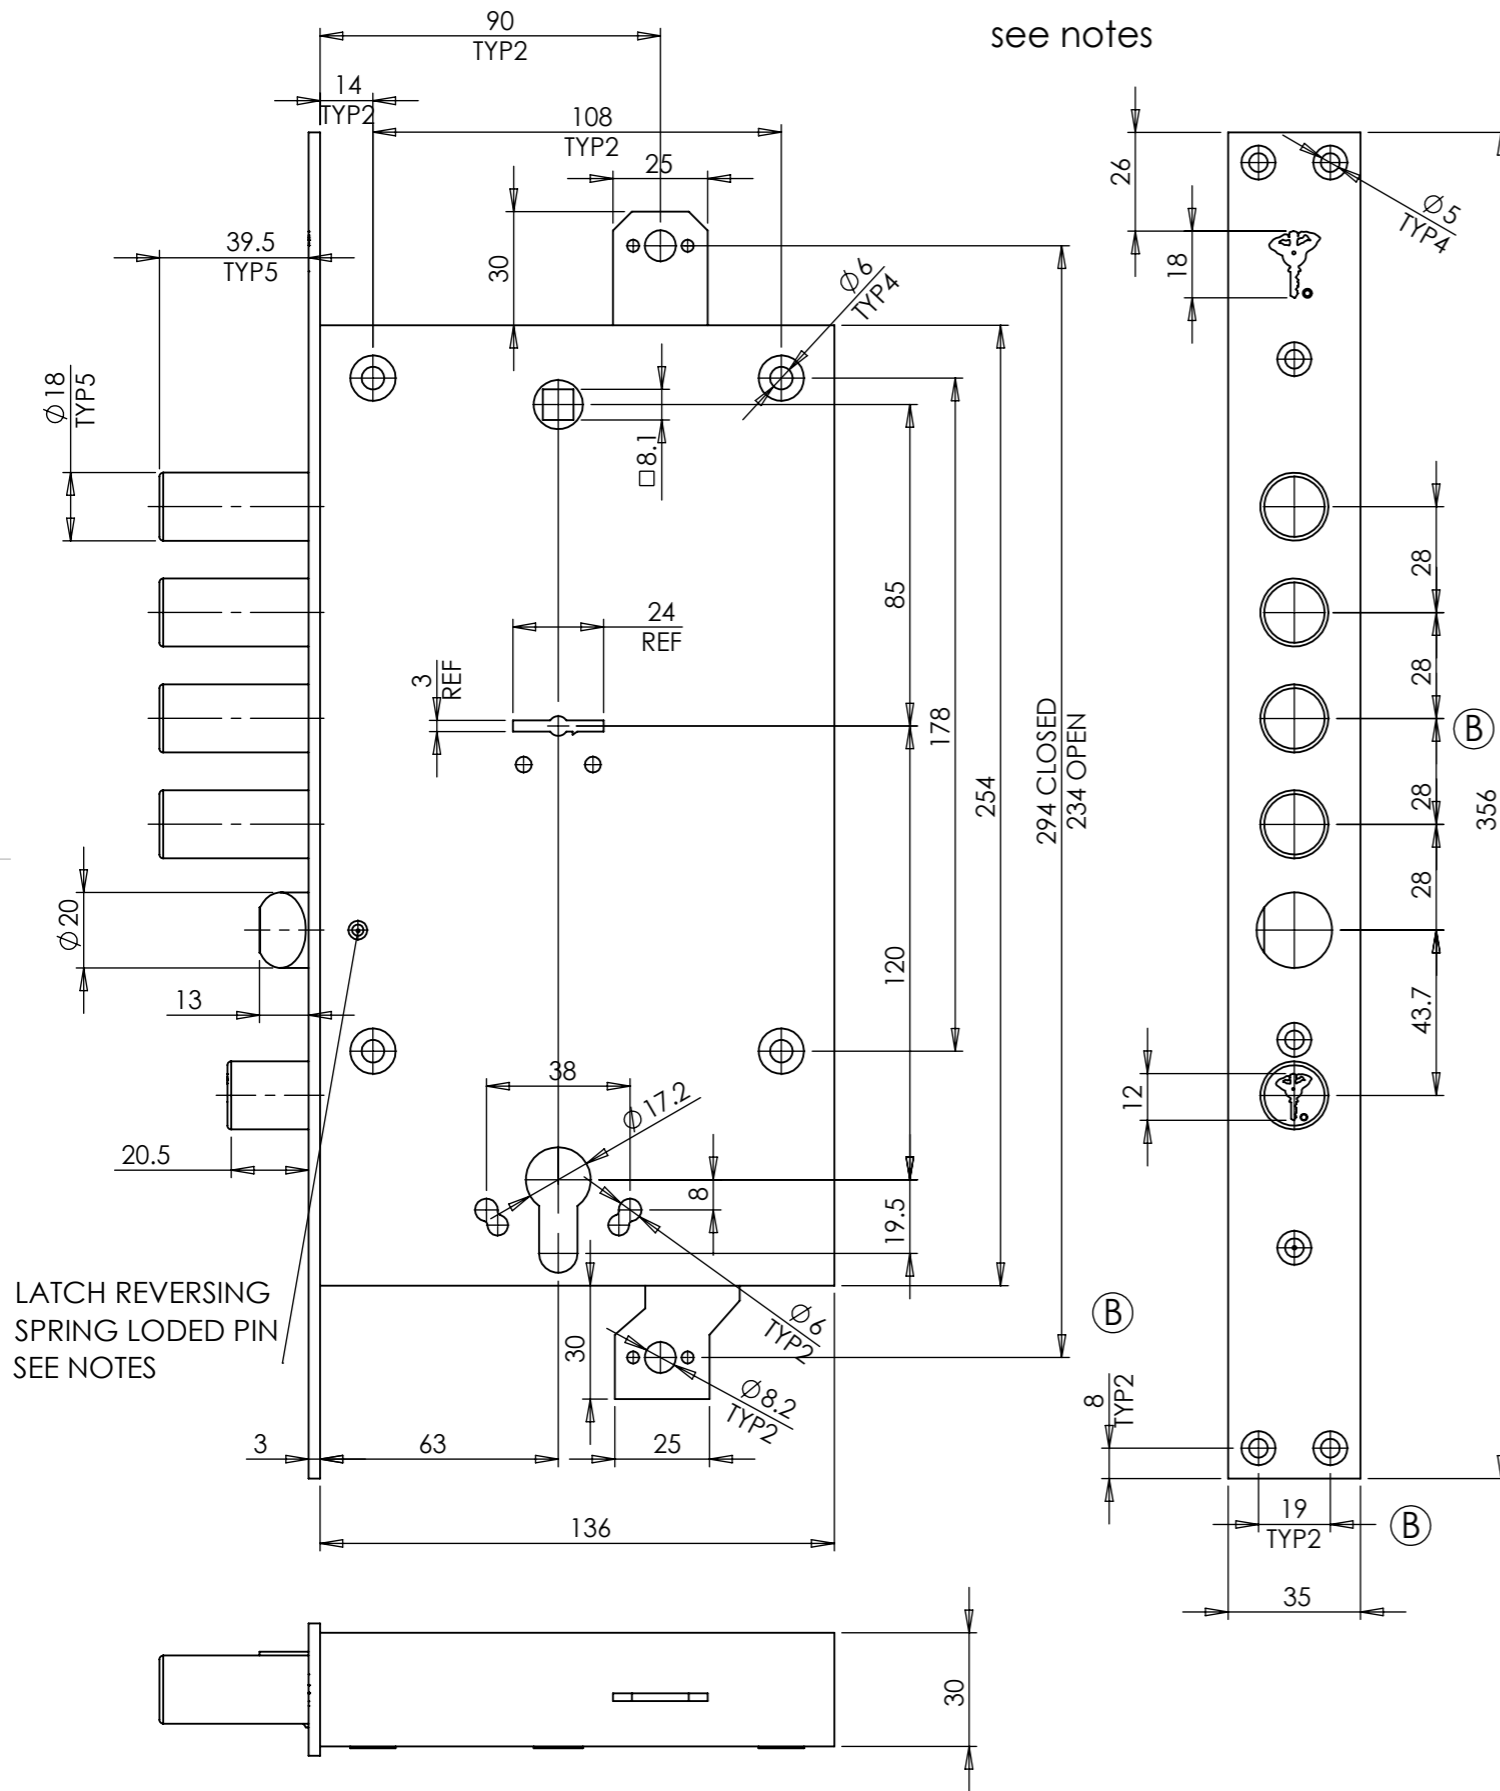 90
TYP2
see notes
14
TYP2
108
TYP2
25
26
Ø5
TYP4
39.5
TYP5
30
18
Ø6
TYP4
Ø18
TYP5
□8.1
85
28
24
REF
3
REF
28
178
294 CLOSED
234 OPEN
B
254
28
356
28
Ø20
120
13
43.7
38
Ø17.2
12
20.5
8
19.5
LATCH REVERSING
SPRING LODED PIN
SEE NOTES
B
Ø6
TYP2
30
Ø8.2
TYP2
8
TYP2
3
63
25
19
TYP2
B
136
35
30